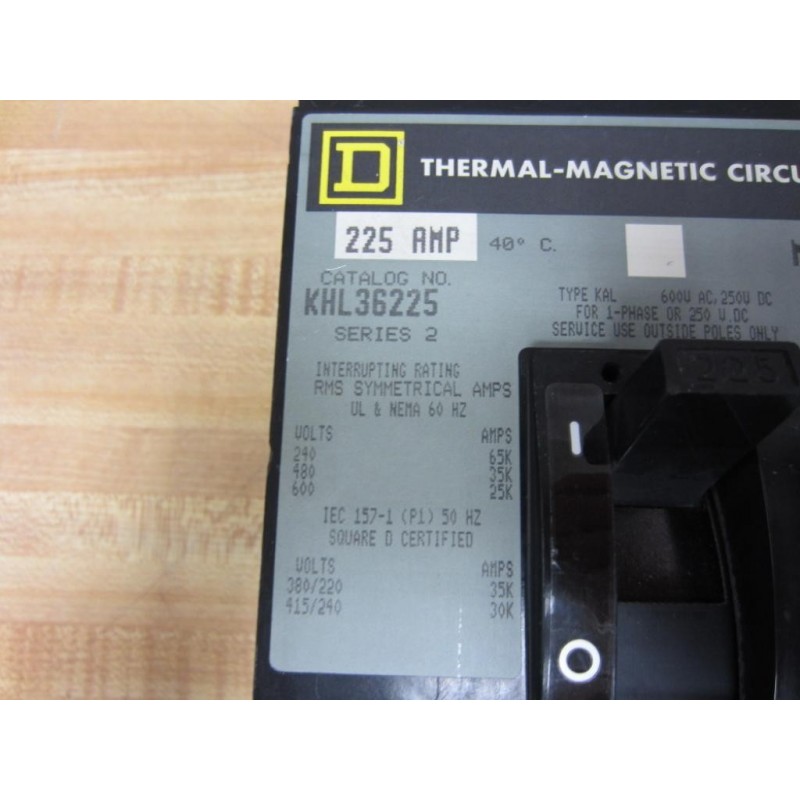 D THERMAL-MAGNETIC CIRCU
225 AMP 40° C.
CATALOG NO.
KHL36225
SERIES 2
TYPE KAL 600V AC, 250V DC
FOR 1-PHASE OR 250 V.DC
SERVICE USE OUTSIDE POLES ONLY
INTERRUPTING RATING
RMS SYMMETRICAL AMPS
UL & NEMA 60 HZ
VOLTS AMPS
240 65K
480 35K
600 25K
IEC 157-1 (P1) 50 HZ
SQUARE D CERTIFIED
VOLTS AMPS
380/220 35K
415/240 30K
225
I
O